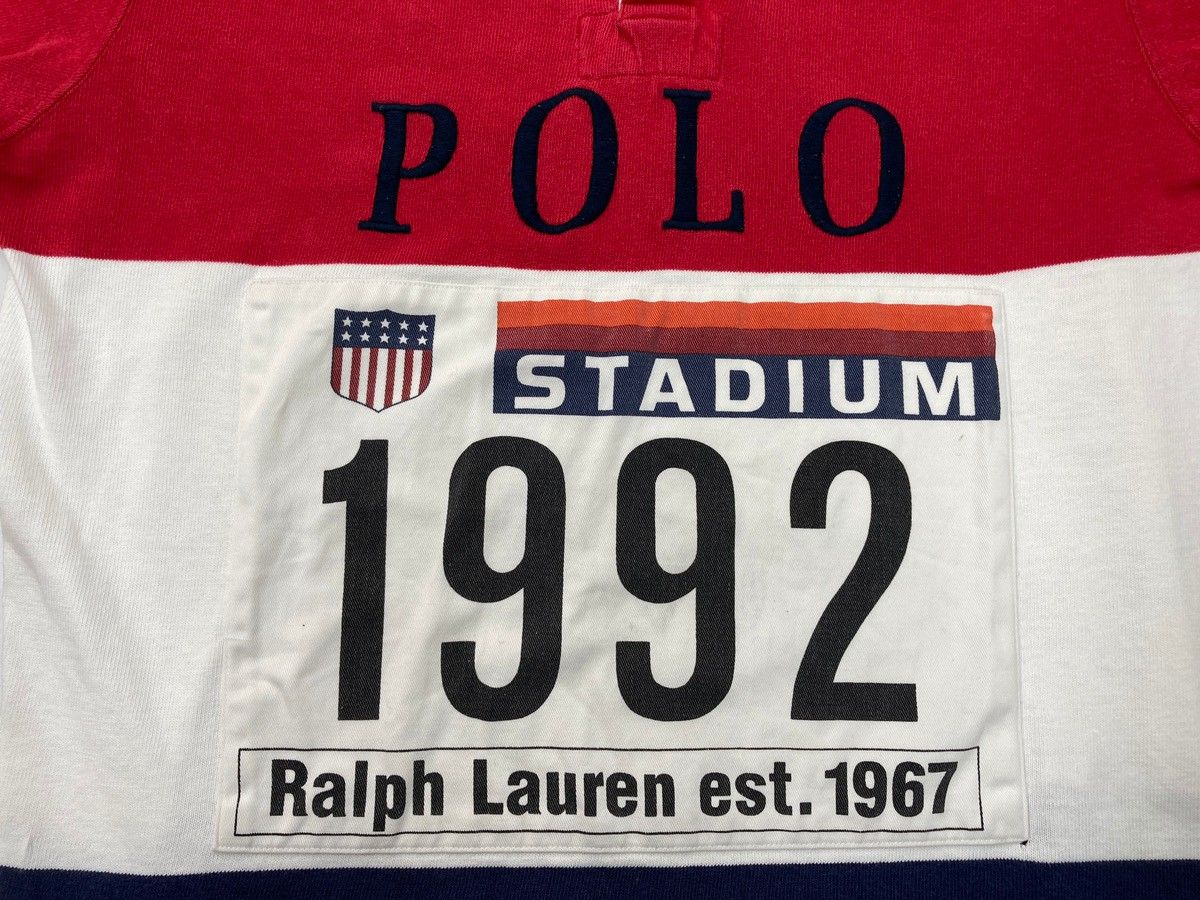 POLO
STADIUM
1992
Ralph Lauren est. 1967